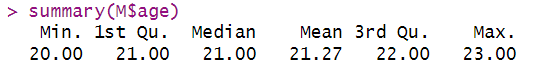 > summary(M$age)
Min. 1st Qu. Median Mean 3rd Qu. Max.
20.00 21.00 21.00 21.27 22.00 23.00